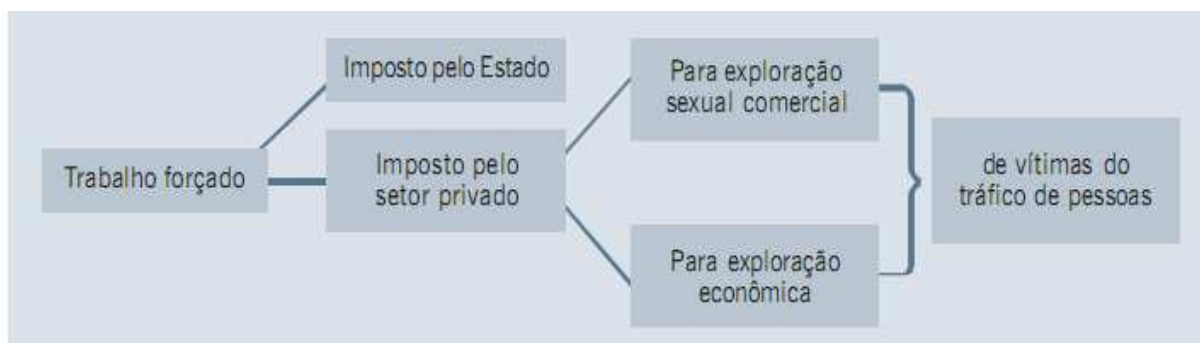 Trabalho forçado
Imposto pelo Estado
Imposto pelo
setor privado
Para exploração
sexual comercial
Para exploração
econômica
de vítimas do
tráfico de pessoas